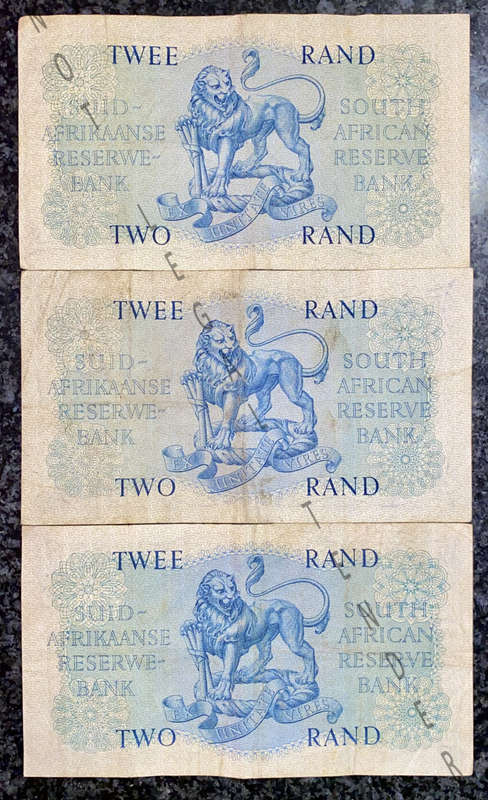 NOT LEGAL TENDER
TWEE RAND
SUID- SOUTH
AFRIKAANSE AFRICAN
RESERWE- RESERVE
BANK BANK
EX UNITATE VIRES
TWO RAND
TWEE RAND
SUID- SOUTH
AFRIKAANSE AFRICAN
RESERWE- RESERVE
BANK BANK
EX UNITATE VIRES
TWO RAND
TWEE RAND
SUID- SOUTH
AFRIKAANSE AFRICAN
RESERWE- RESERVE
BANK BANK
EX UNITATE VIRES
TWO RAND